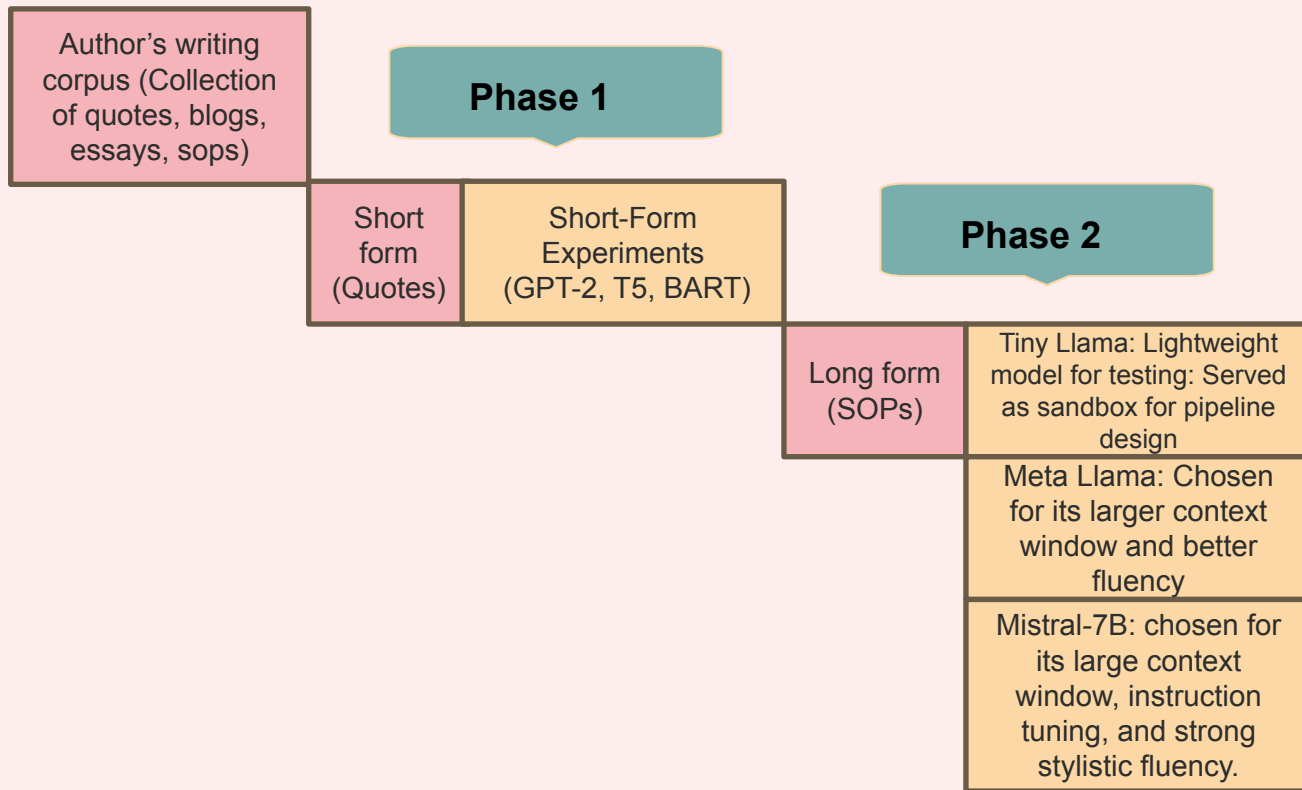 Author’s writing
corpus (Collection
of quotes, blogs,
essays, sops)
Phase 1
Short
form
(Quotes)
Short-Form
Experiments
(GPT-2, T5, BART)
Phase 2
Long form
(SOPs)
Tiny Llama: Lightweight
model for testing: Served
as sandbox for pipeline
design
Meta Llama: Chosen
for its larger context
window and better
fluency
Mistral-7B: chosen for
its large context
window, instruction
tuning, and strong
stylistic fluency.